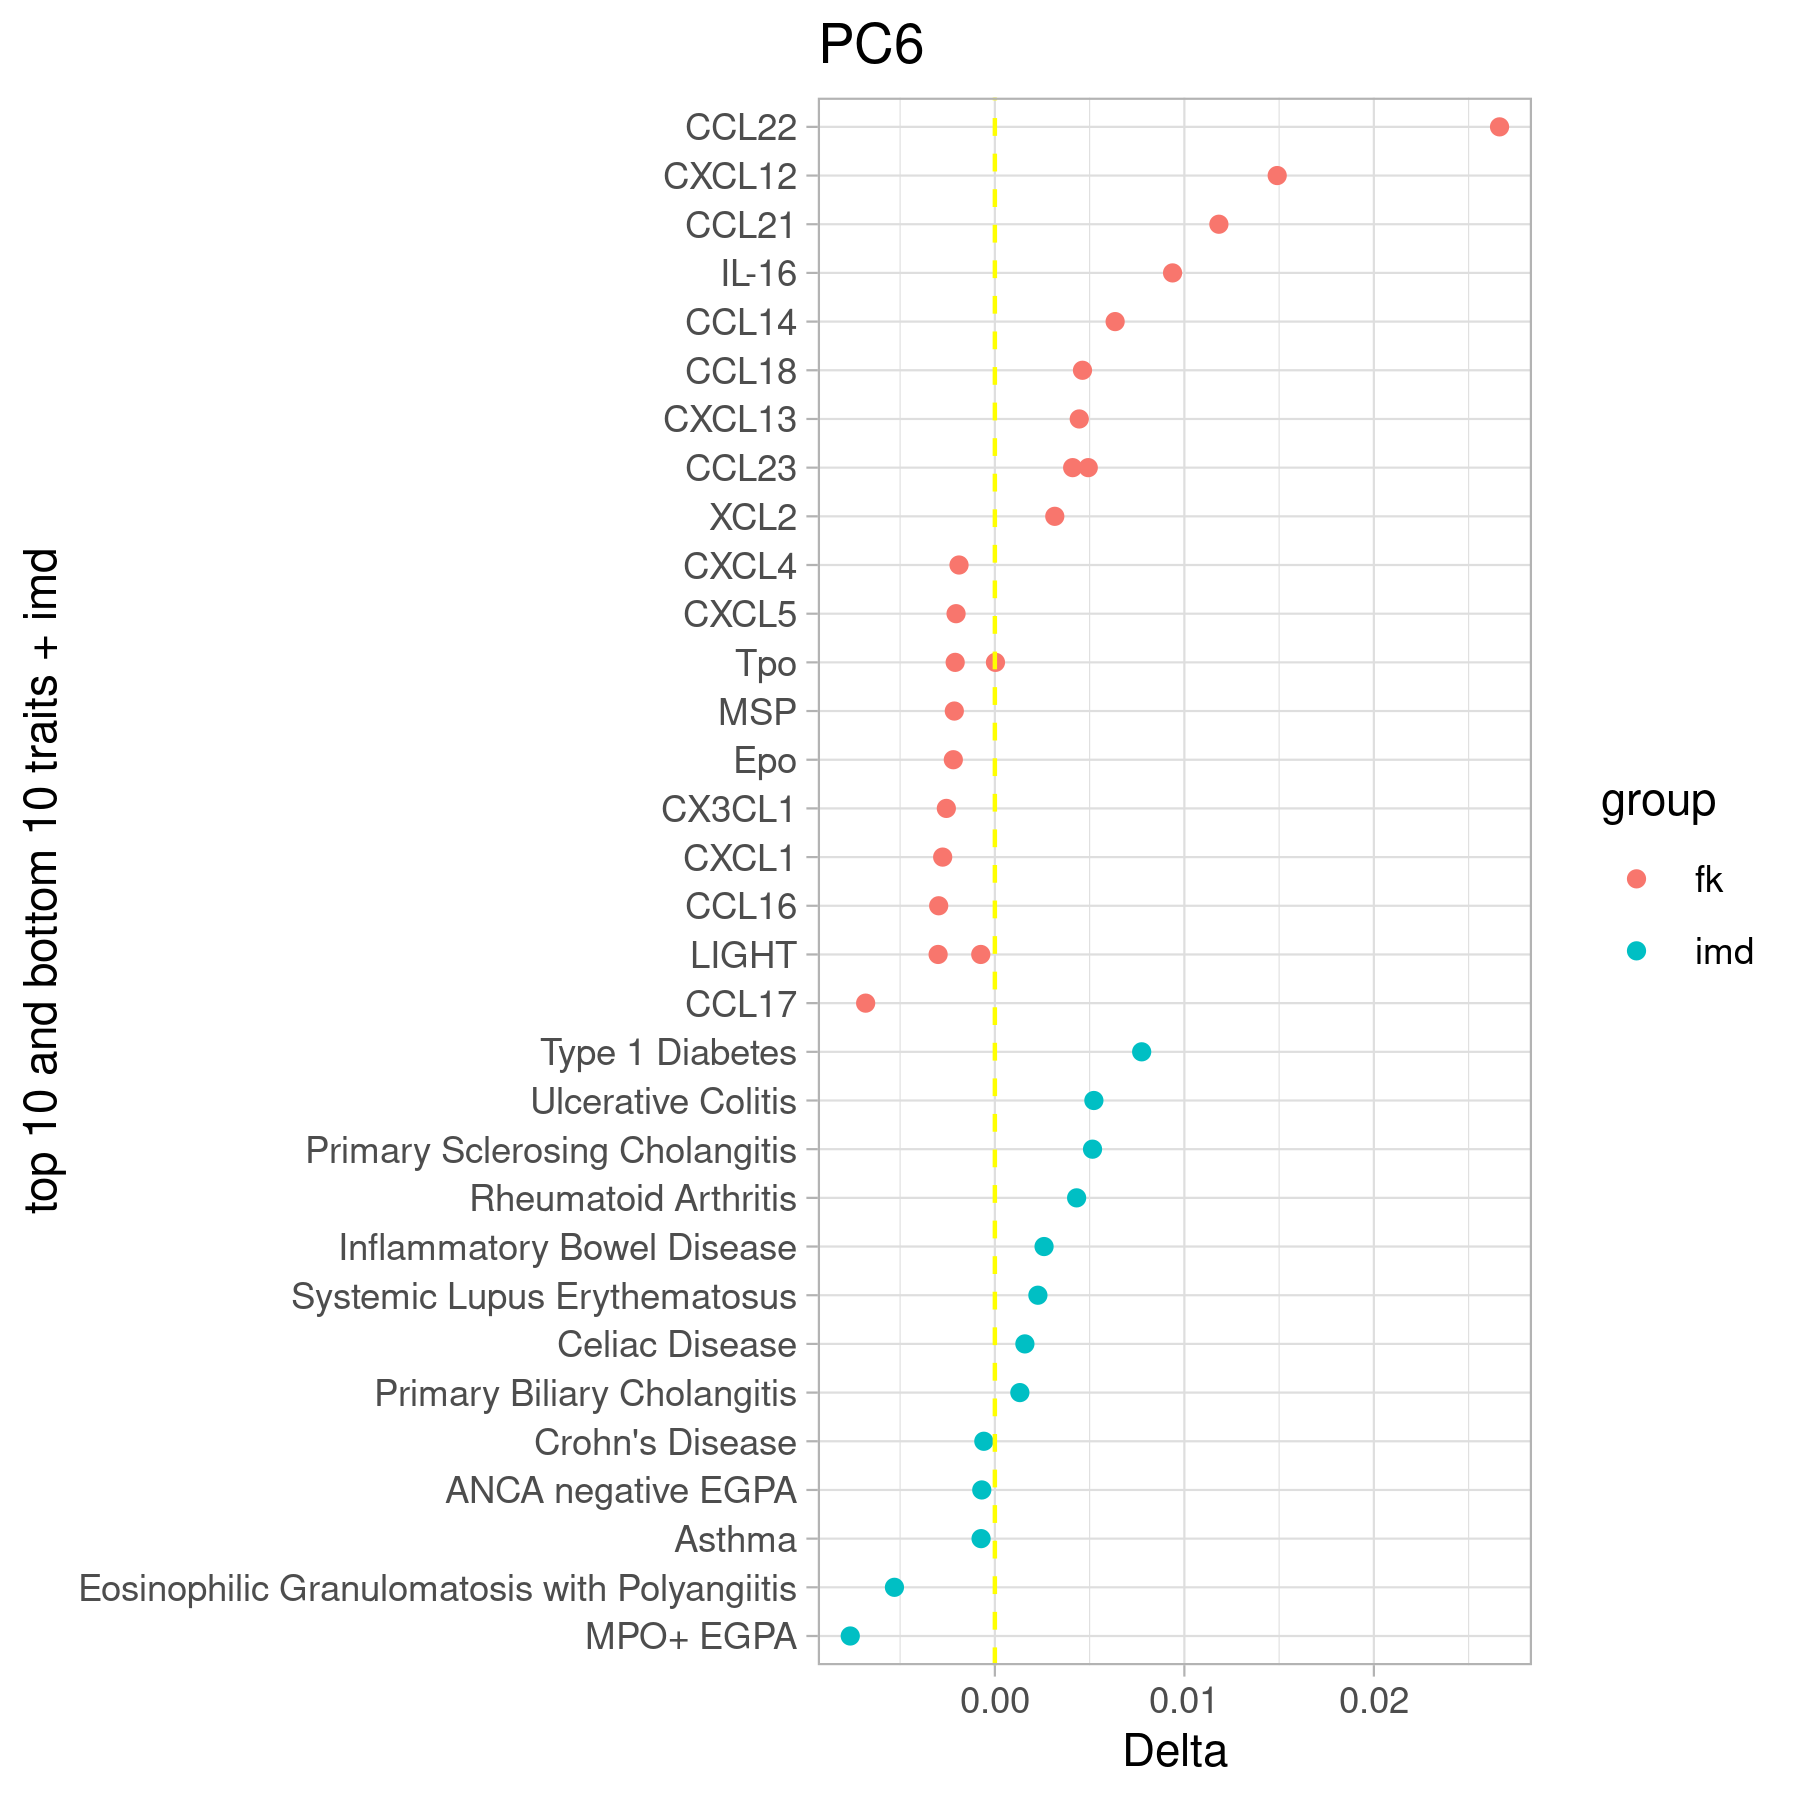 PC6
CCL22
CXCL12
CCL21
IL-16
CCL14
CCL18
CXCL13
CCL23
XCL2
CXCL4
CXCL5
Tpo
MSP
Epo
CX3CL1
CXCL1
CCL16
LIGHT
CCL17
Type 1 Diabetes
Ulcerative Colitis
Primary Sclerosing Cholangitis
Rheumatoid Arthritis
Inflammatory Bowel Disease
Systemic Lupus Erythematosus
Celiac Disease
Primary Biliary Cholangitis
Crohn's Disease
ANCA negative EGPA
Asthma
Eosinophilic Granulomatosis with Polyangiitis
MPO+ EGPA
top 10 and bottom 10 traits + imd
0.00 0.01 0.02
Delta
group
fk
imd